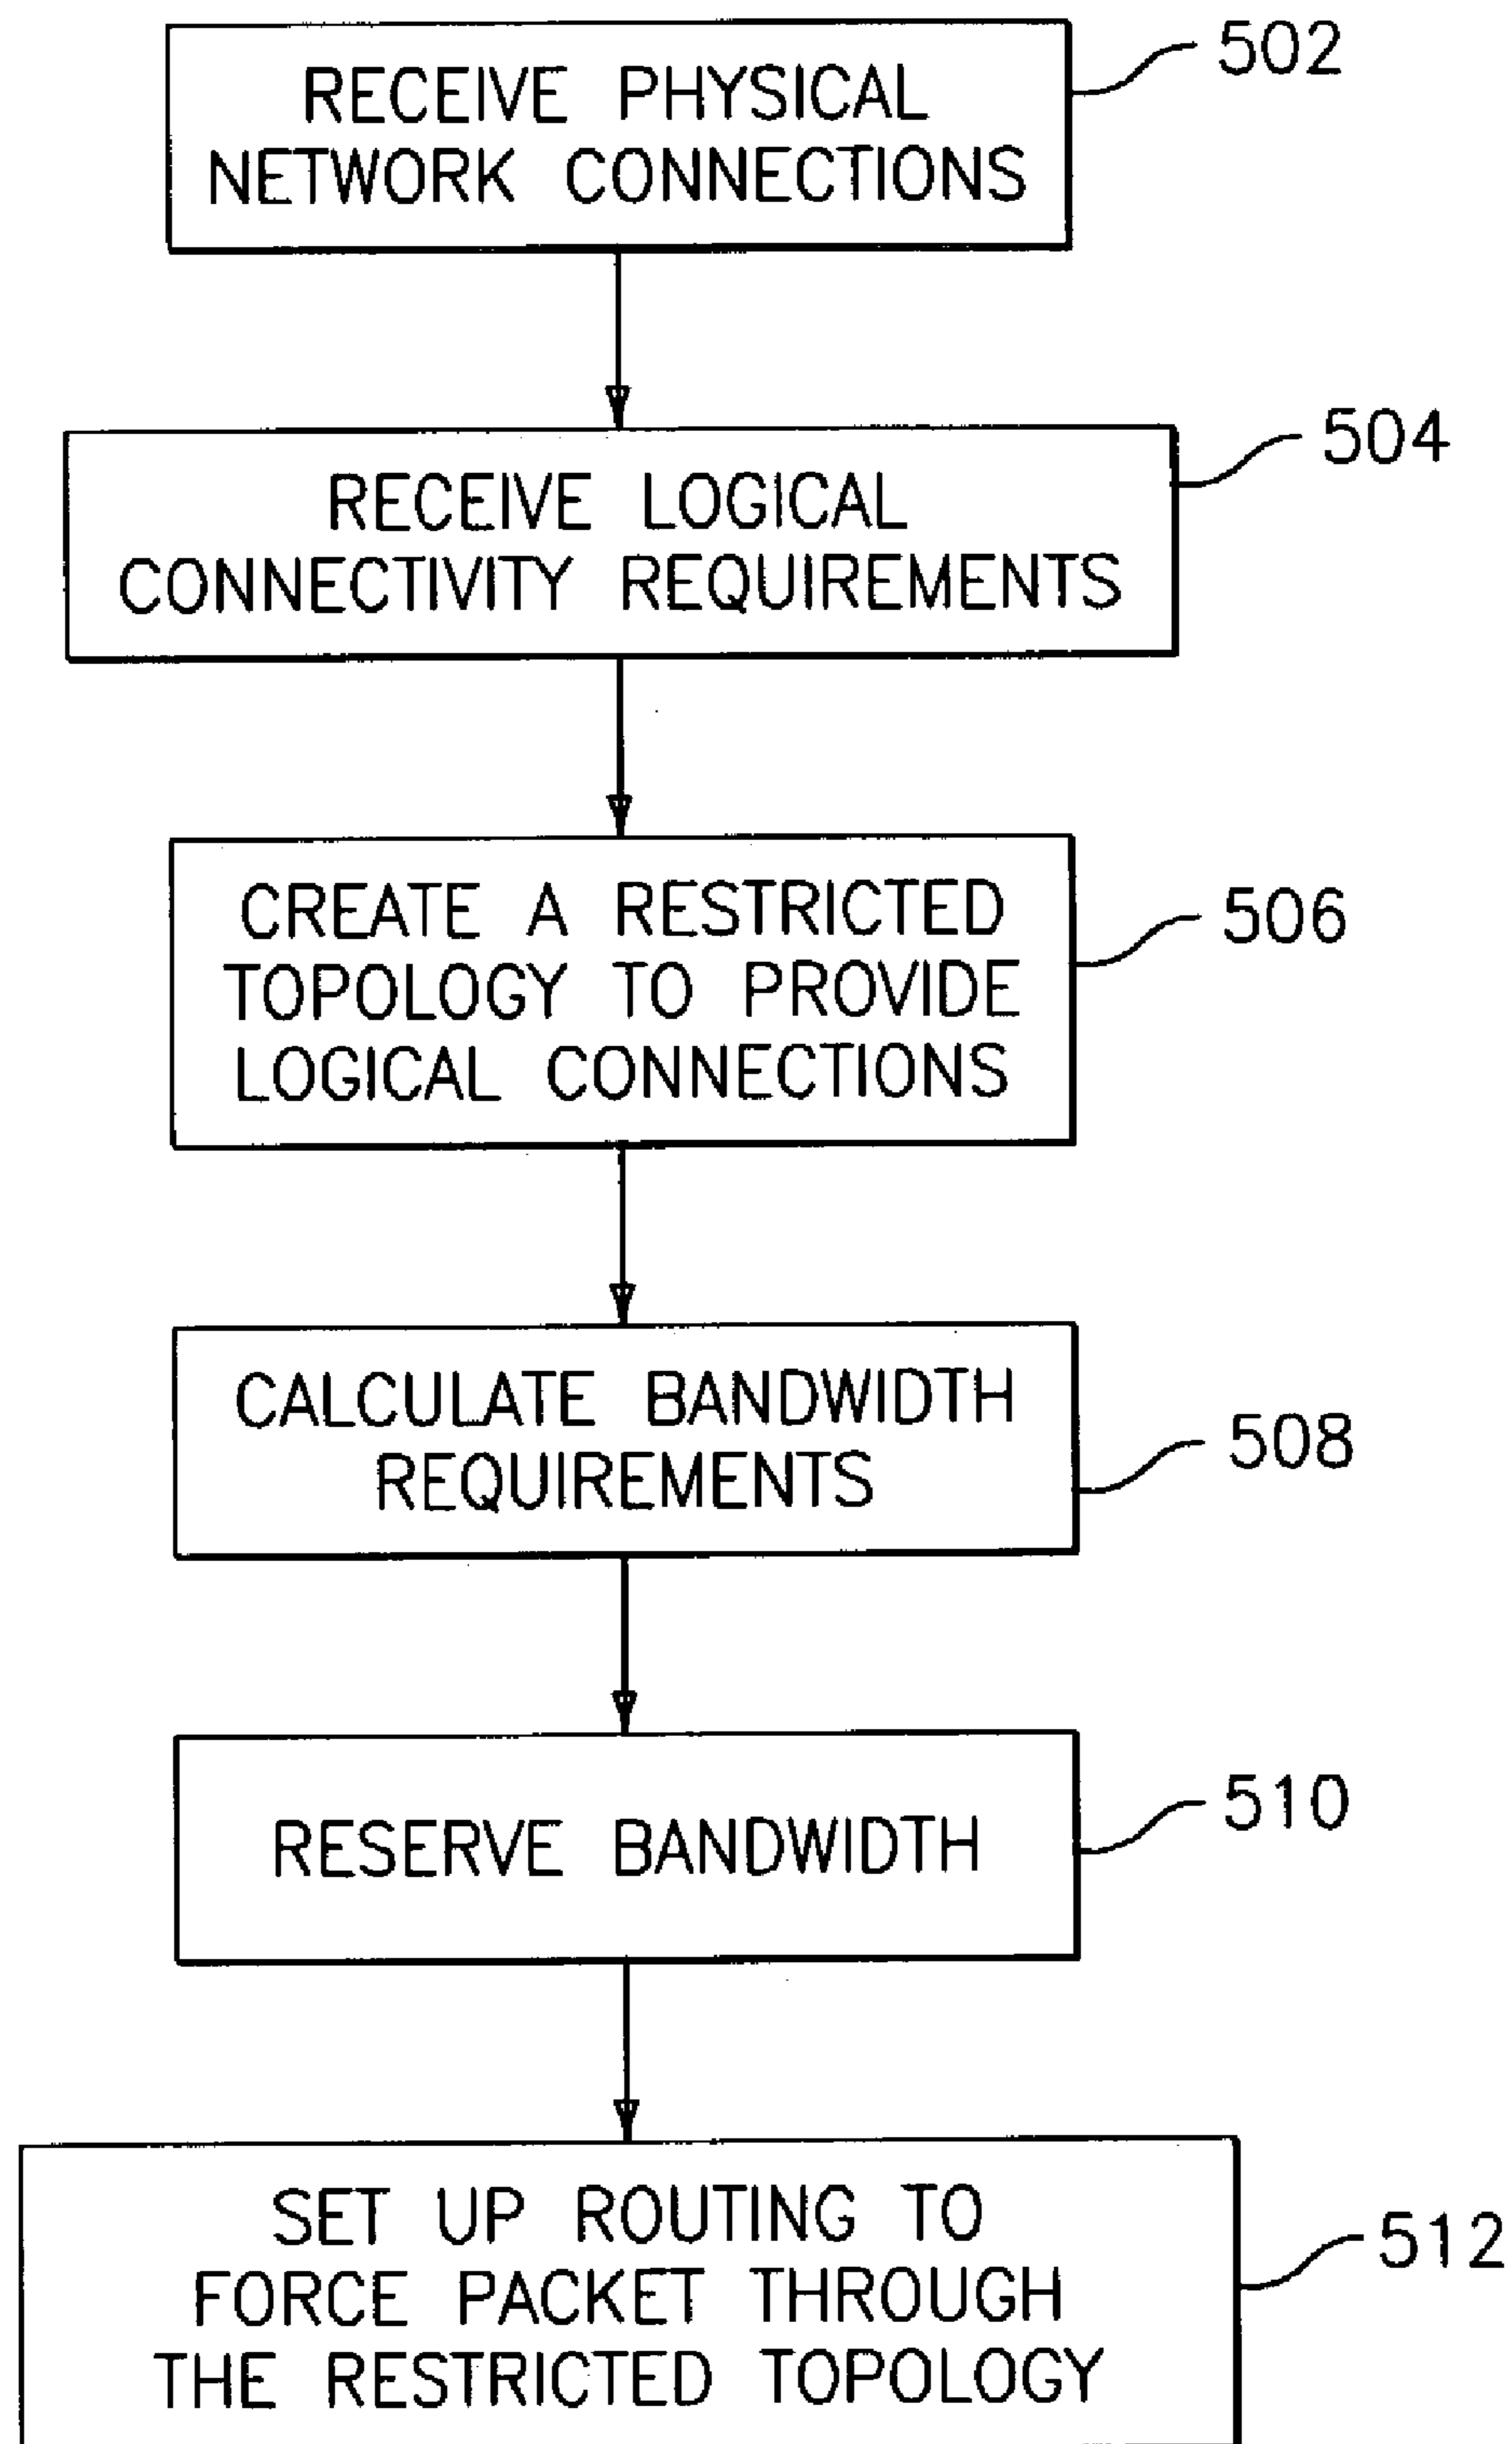 502
RECEIVE PHYSICAL
NETWORK CONNECTIONS
504
RECEIVE LOGICAL
CONNECTIVITY REQUIREMENTS
506
CREATE A RESTRICTED
TOPOLOGY TO PROVIDE
LOGICAL CONNECTIONS
508
CALCULATE BANDWIDTH
REQUIREMENTS
510
RESERVE BANDWIDTH
512
SET UP ROUTING TO
FORCE PACKET THROUGH
THE RESTRICTED TOPOLOGY